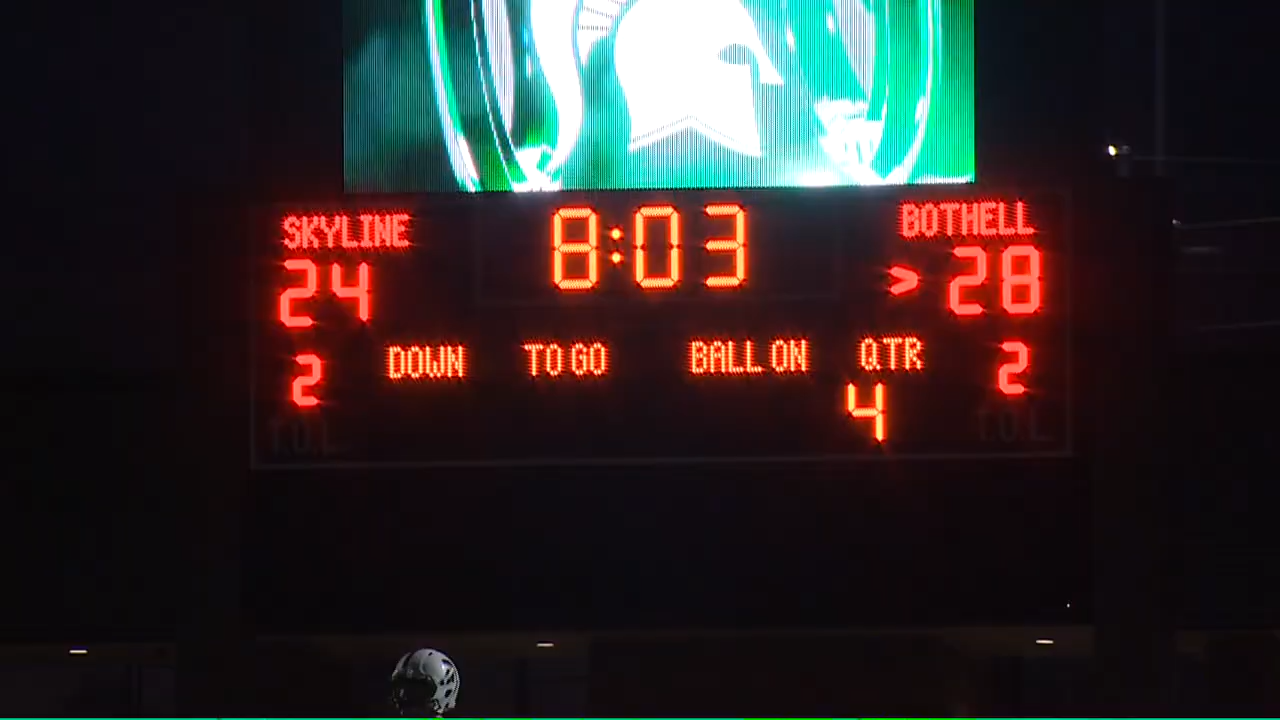 SKYLINE 8:03 BOTHELL
24 > 28
2 DOWN TO GO BALL ON QTR 2
4
T.O.L. T.O.L.